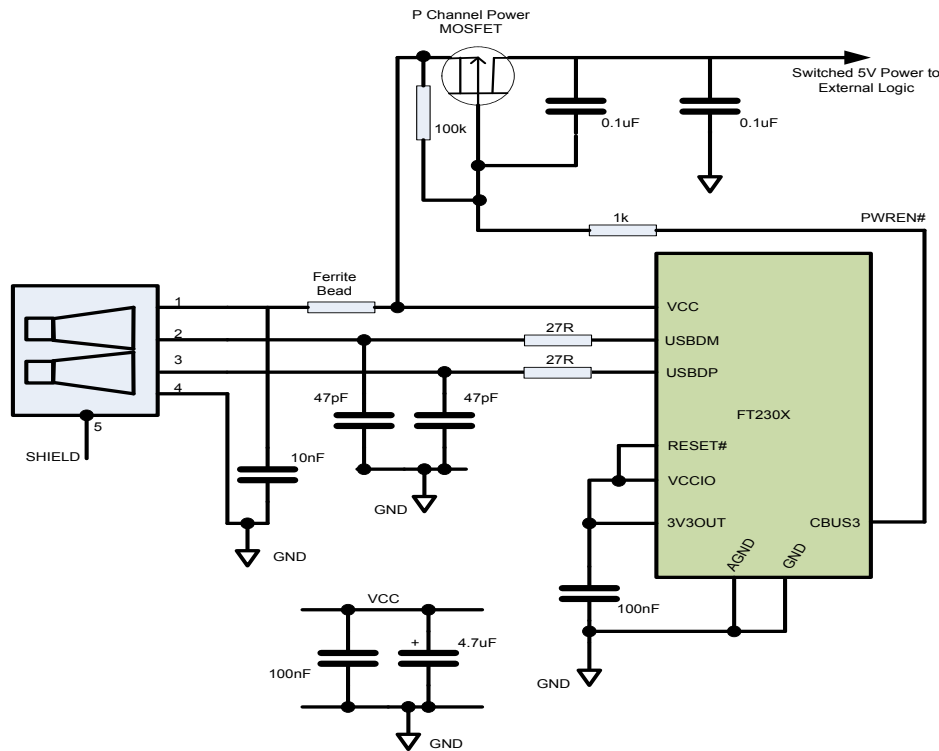 P Channel Power
MOSFET
Switched 5V Power to
External Logic
0.1uF
0.1uF
100k
1k
PWREN#
Ferrite
Bead
1
VCC
27R
2
USBDM
27R
3
USBDP
4
47pF
47pF
FT230X
5
SHIELD
RESET#
10nF
VCCIO
GND
3V3OUT
CBUS3
GND
AGND
GND
100nF
VCC
+
4.7uF
100nF
GND
GND